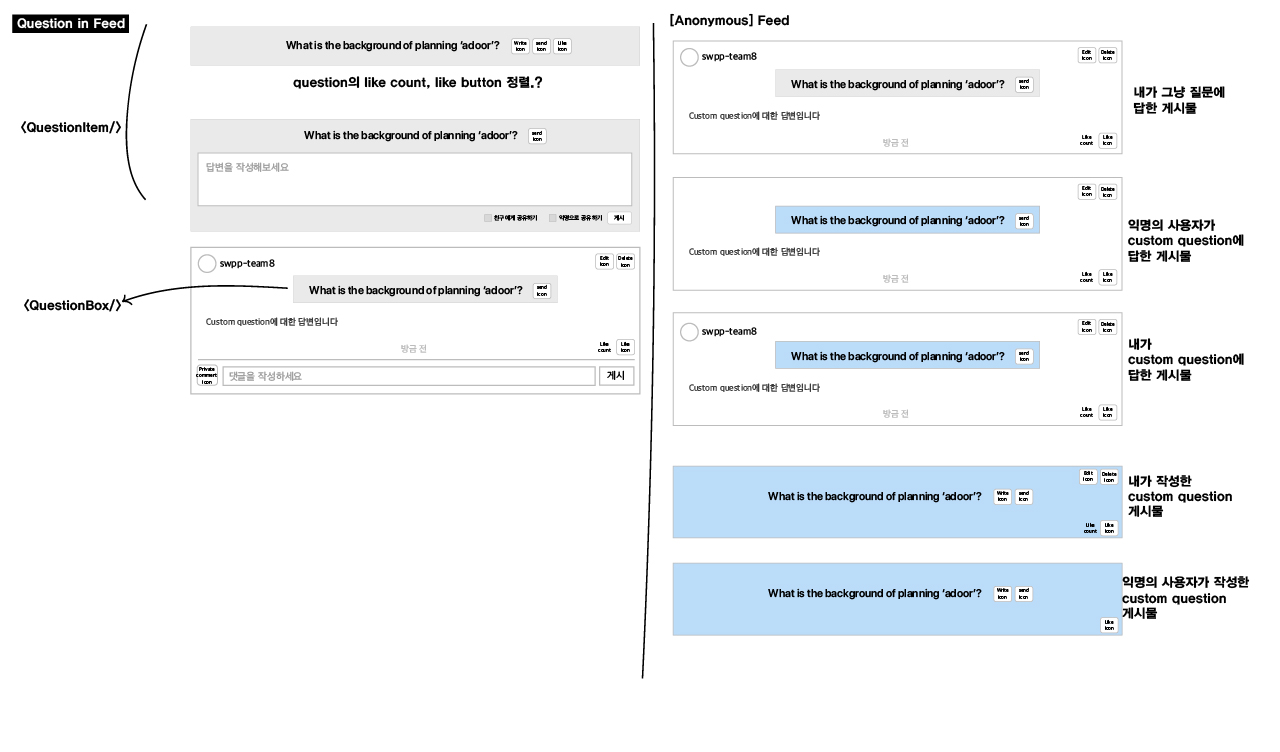 Question in Feed
What is the background of planning ‘adoor’?
Write icon
send icon
Like icon
question의 like count, like button 정렬.?
<QuestionItem/>
What is the background of planning ‘adoor’?
send icon
답변을 작성해보세요
친구에게 공유하기
익명으로 공유하기
게시
swpp-team8
Edit icon
Delete icon
What is the background of planning ‘adoor’?
send icon
<QuestionBox/>
Custom question에 대한 답변입니다
방금 전
Like count
Like icon
Private comment icon
댓글을 작성하세요
게시
[Anonymous] Feed
swpp-team8
Edit icon
Delete icon
What is the background of planning ‘adoor’?
send icon
Custom question에 대한 답변입니다
방금 전
Like count
Like icon
내가 그냥 질문에
답한 게시물
Edit icon
Delete icon
What is the background of planning ‘adoor’?
send icon
Custom question에 대한 답변입니다
방금 전
Like count
Like icon
익명의 사용자가
custom question에
답한 게시물
swpp-team8
Edit icon
Delete icon
What is the background of planning ‘adoor’?
send icon
Custom question에 대한 답변입니다
방금 전
Like count
Like icon
내가
custom question에
답한 게시물
Edit icon
Delete icon
What is the background of planning ‘adoor’?
Write icon
send icon
Like count
Like icon
내가 작성한
custom question
게시물
What is the background of planning ‘adoor’?
Write icon
send icon
Like icon
익명의 사용자가 작성한
custom question
게시물